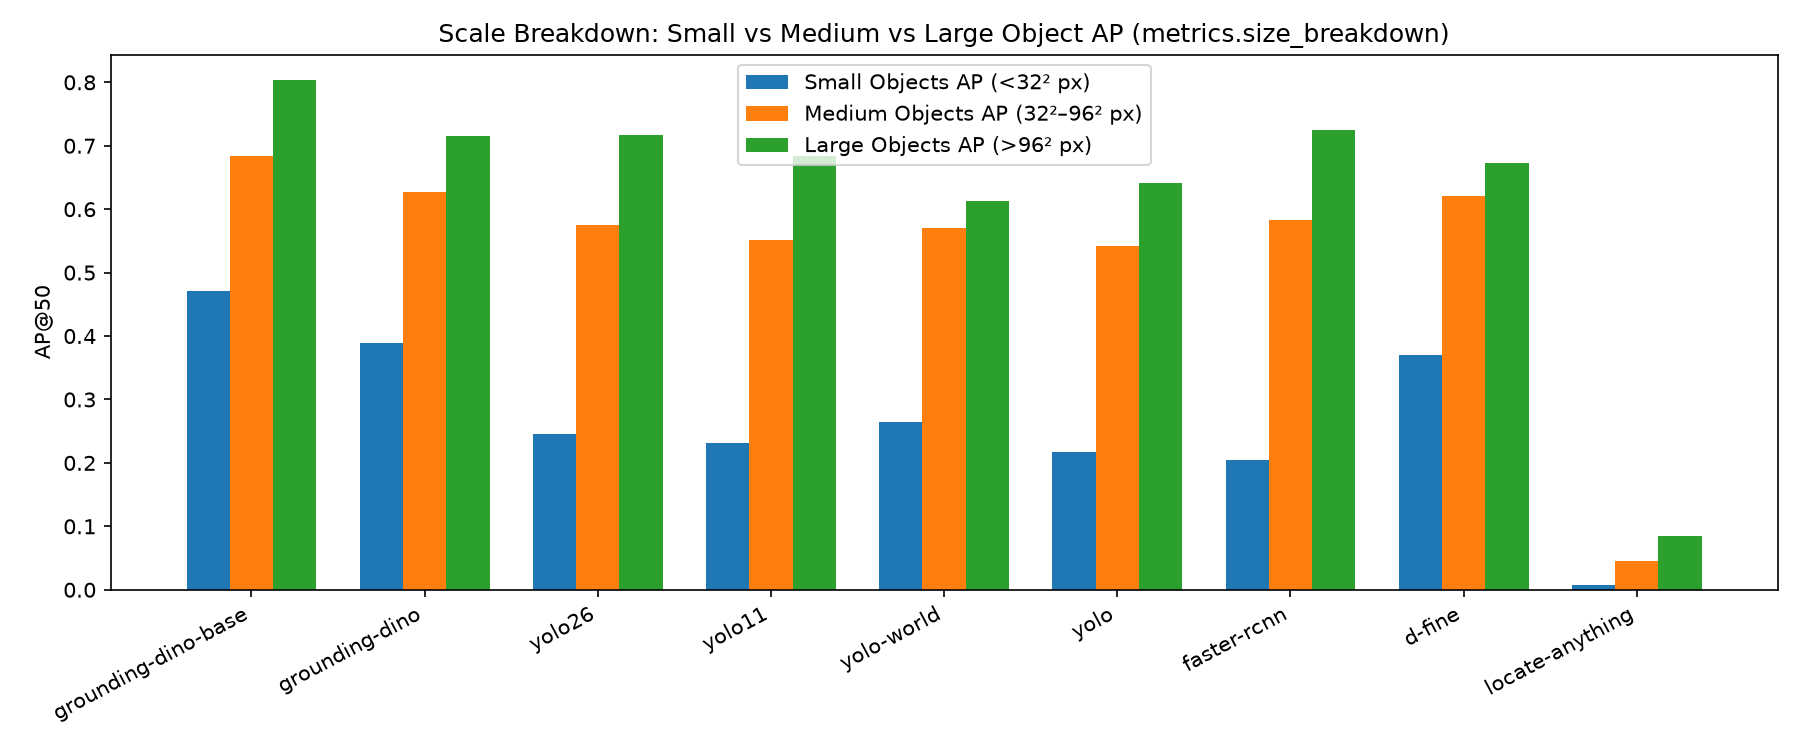 Scale Breakdown: Small vs Medium vs Large Object AP (metrics.size_breakdown)
Small Objects AP (<32² px)
Medium Objects AP (32²–96² px)
Large Objects AP (>96² px)
AP@50
0.8
0.7
0.6
0.5
0.4
0.3
0.2
0.1
0.0
grounding-dino-base
grounding-dino
yolo26
yolo11
yolo-world
yolo
faster-rcnn
d-fine
locate-anything